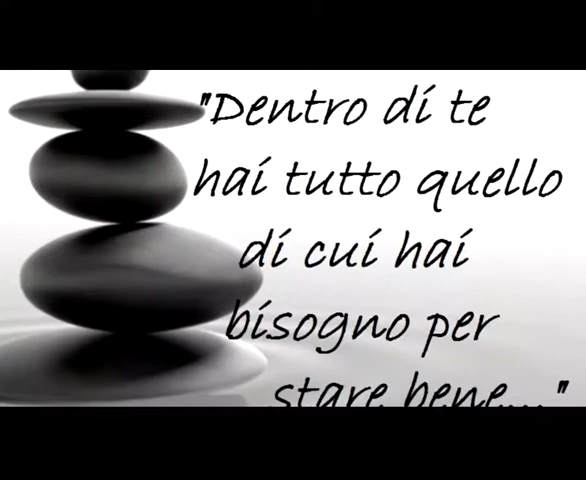 "Dentro di te
hai tutto quello
di cui hai
bisogno per
stare bene..."